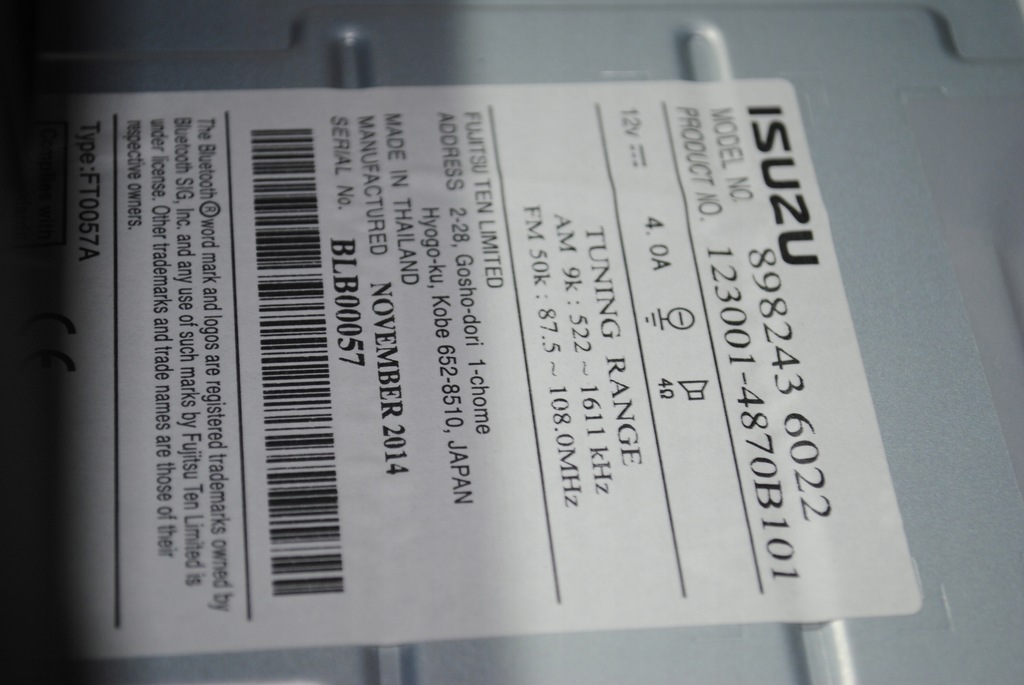 ISUZU
MODEL NO. 898243 6022
PRODUCT NO. 123001-4870B101
12V 4.0A 4Ω
TUNING RANGE
AM 9k : 522 ~ 1611 kHz
FM 50k : 87.5 ~ 108.0MHz
FUJITSU TEN LIMITED
ADDRESS 2-28, Gosho-dori 1-chome
Hyogo-ku, Kobe 652-8510, JAPAN
MADE IN THAILAND
MANUFACTURED NOVEMBER 2014
SERIAL No. BLB00057
The Bluetooth® word mark and logos are registered trademarks owned by
Bluetooth SIG, Inc. and any use of such marks by Fujitsu Ten Limited is
under license. Other trademarks and trade names are those of their
respective owners.
Type:FT0057A
Complies with
CE